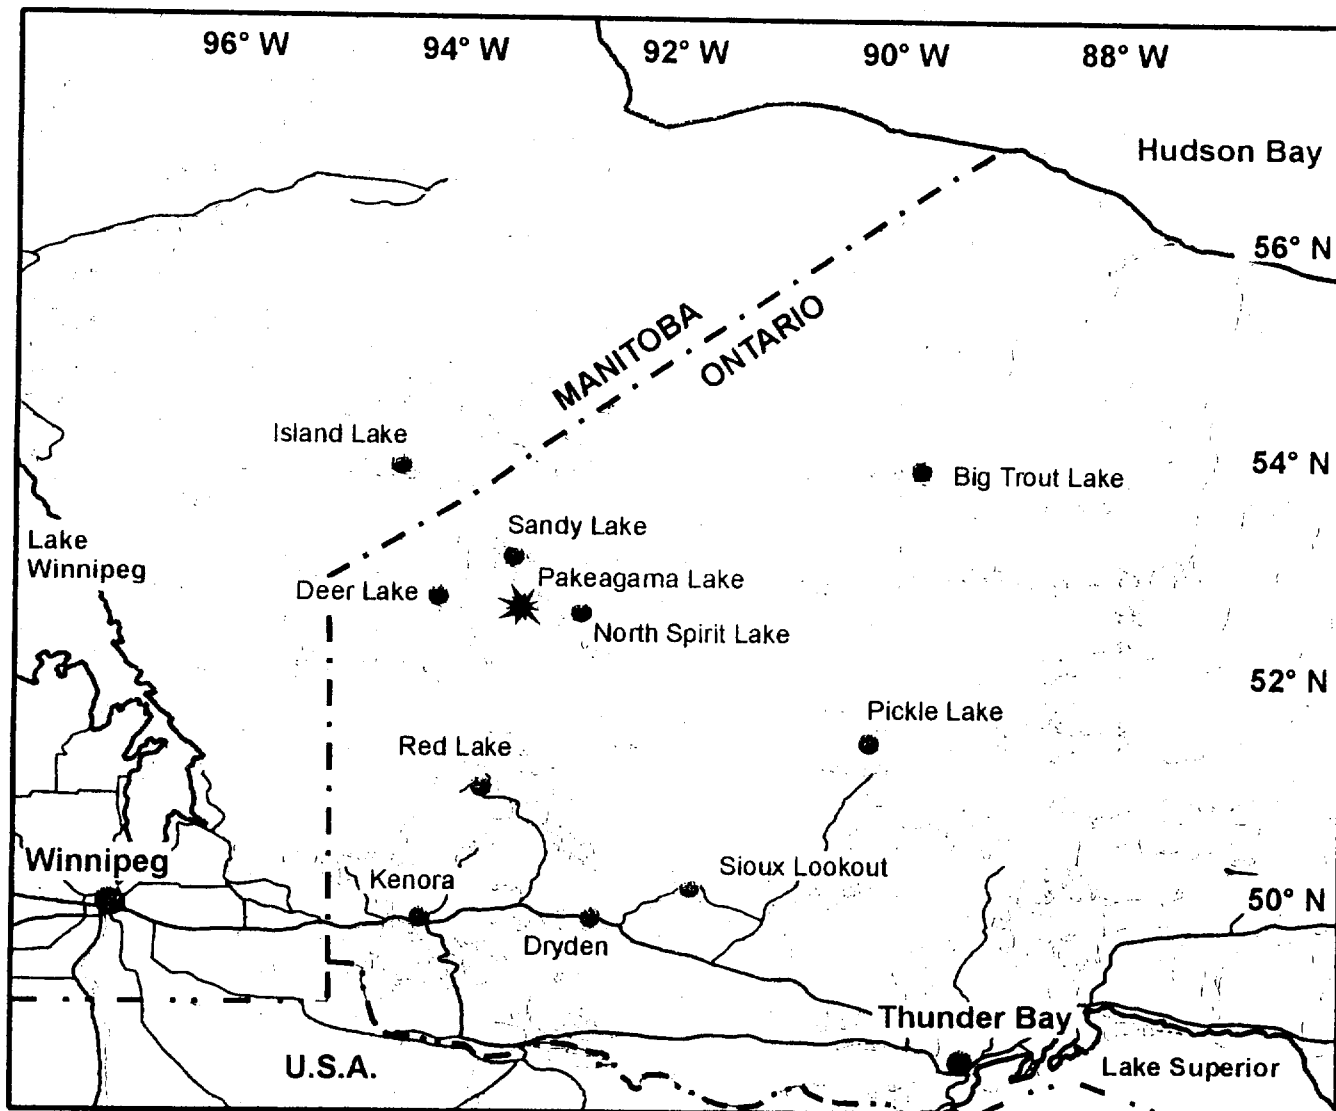 96° W
94° W
92° W
90° W
88° W
Hudson Bay
56° N
MANITOBA
ONTARIO
Island Lake
54° N
Big Trout Lake
Sandy Lake
Lake
Winnipeg
Pakeagama Lake
Deer Lake
North Spirit Lake
52° N
Pickle Lake
Red Lake
Winnipeg
Sioux Lookout
Kenora
50° N
Dryden
Thunder Bay
U.S.A.
Lake Superior